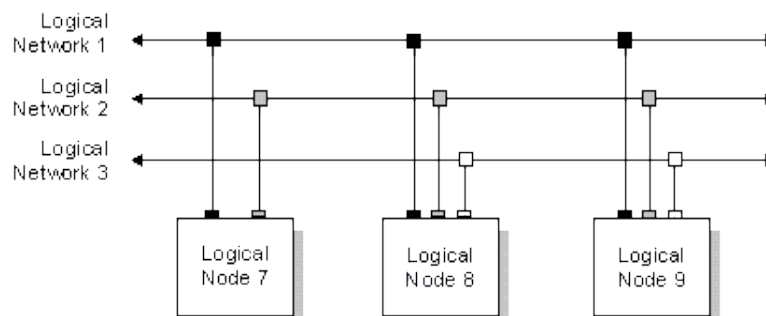 Logical
Network 1
Logical
Network 2
Logical
Network 3
Logical
Node 7
Logical
Node 8
Logical
Node 9